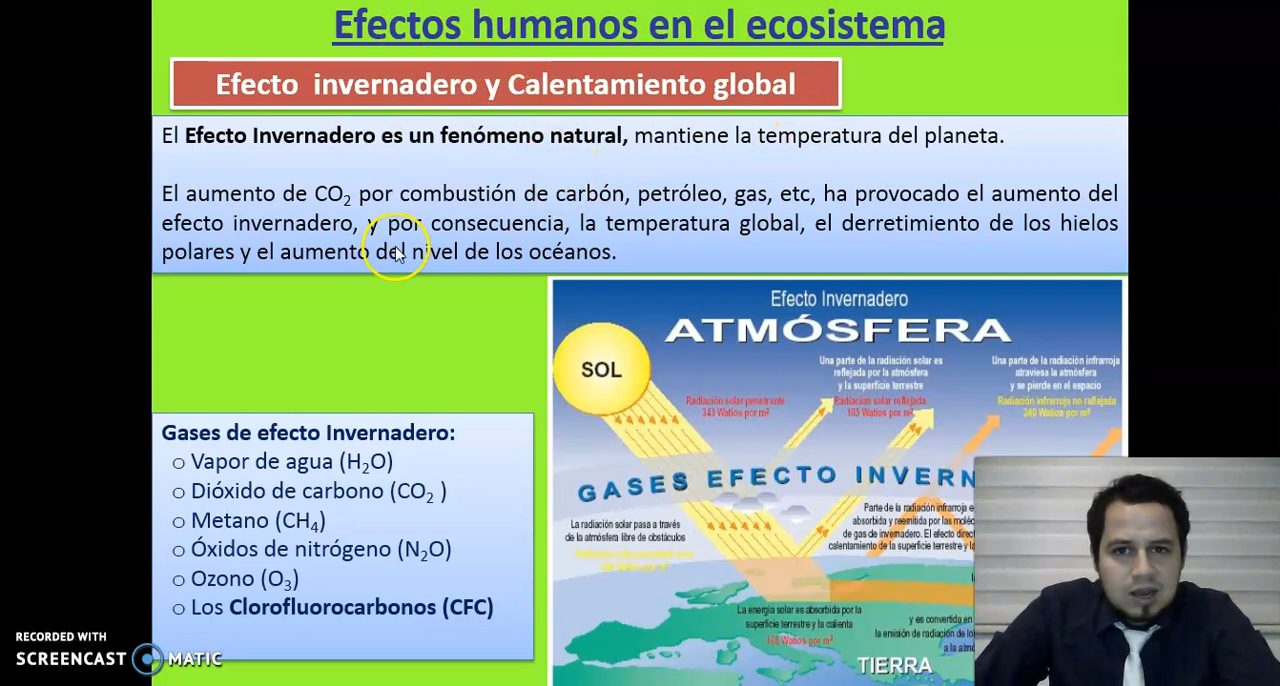 Efectos humanos en el ecosistema
Efecto invernadero y Calentamiento global
El Efecto Invernadero es un fenómeno natural, mantiene la temperatura del planeta.
El aumento de CO₂ por combustión de carbón, petróleo, gas, etc, ha provocado el aumento del
efecto invernadero, y por consecuencia, la temperatura global, el derretimiento de los hielos
polares y el aumento del nivel de los océanos.
Gases de efecto Invernadero:
o Vapor de agua (H₂O)
o Dióxido de carbono (CO₂ )
o Metano (CH₄)
o Óxidos de nitrógeno (N₂O)
o Ozono (O₃)
o Los Clorofluorocarbonos (CFC)
Efecto Invernadero
ATMÓSFERA
SOL
Una parte de la radiación solar es
reflejada por la atmósfera
y la superficie terrestre
Radiación solar reflejada
103 Watios por m²
Una parte de la radiación infrarroja
atraviesa la atmósfera
y se pierde en el espacio
Radiación infrarroja no reflejada
240 Watios por m²
Radiación solar penetrante
343 Watios por m²
GASES EFECTO INVERN
La radiación solar pasa a través
de la atmósfera libre de obstáculos
Parte de la radiación infrarroja e
absorbida y reemitida por las moléc
de gas de invernadero. El efecto direc
calentamiento de la superficie terrestre y la
La energía solar es absorbida por la
superficie terrestre y la calienta
Watios por m²
y es convertida en
la emisión de radiación de lo
a la atmó
TIERRA
RECORDED WITH
SCREENCAST MATIC